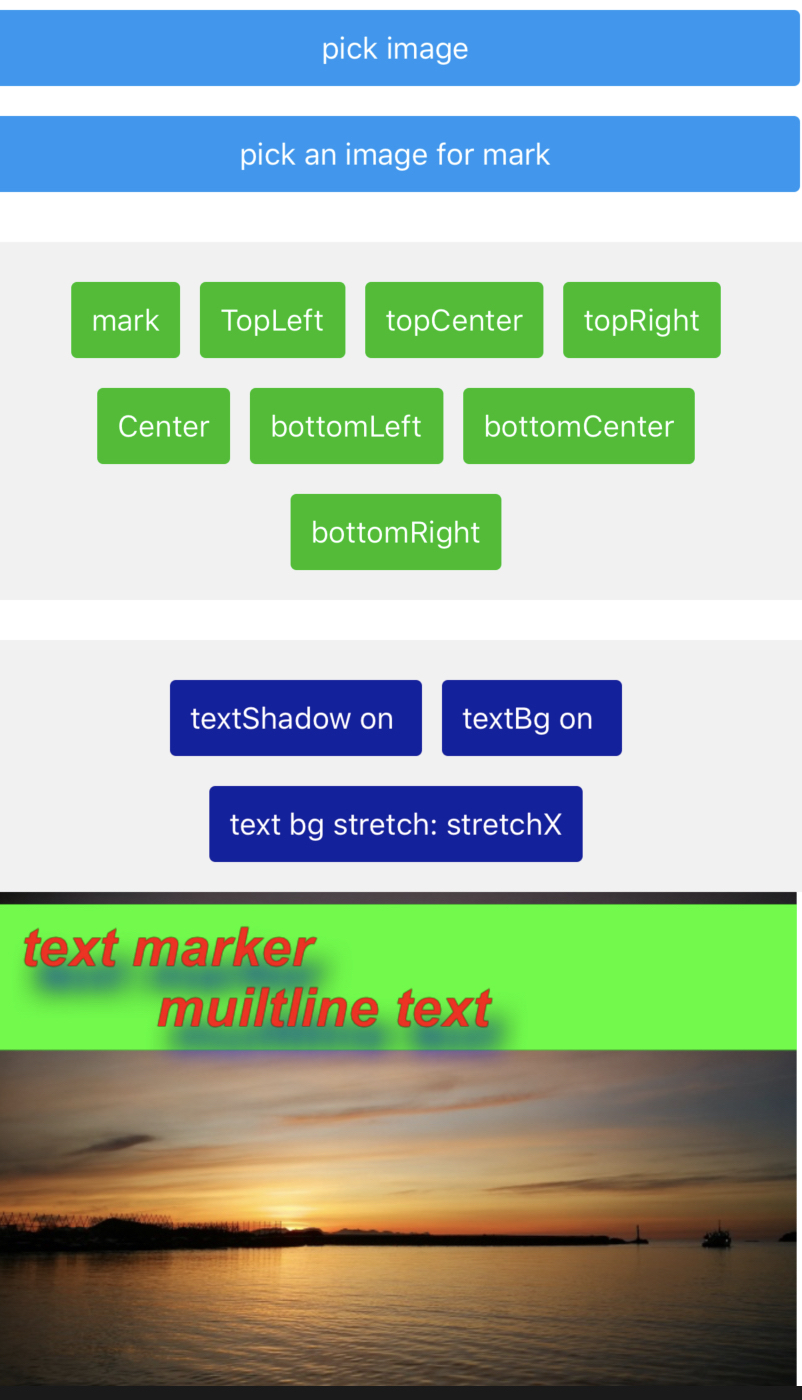 pick image
pick an image for mark
mark TopLeft topCenter topRight
Center bottomLeft bottomCenter
bottomRight
textShadow on textBg on
text bg stretch: stretchX
text marker
muiltline text